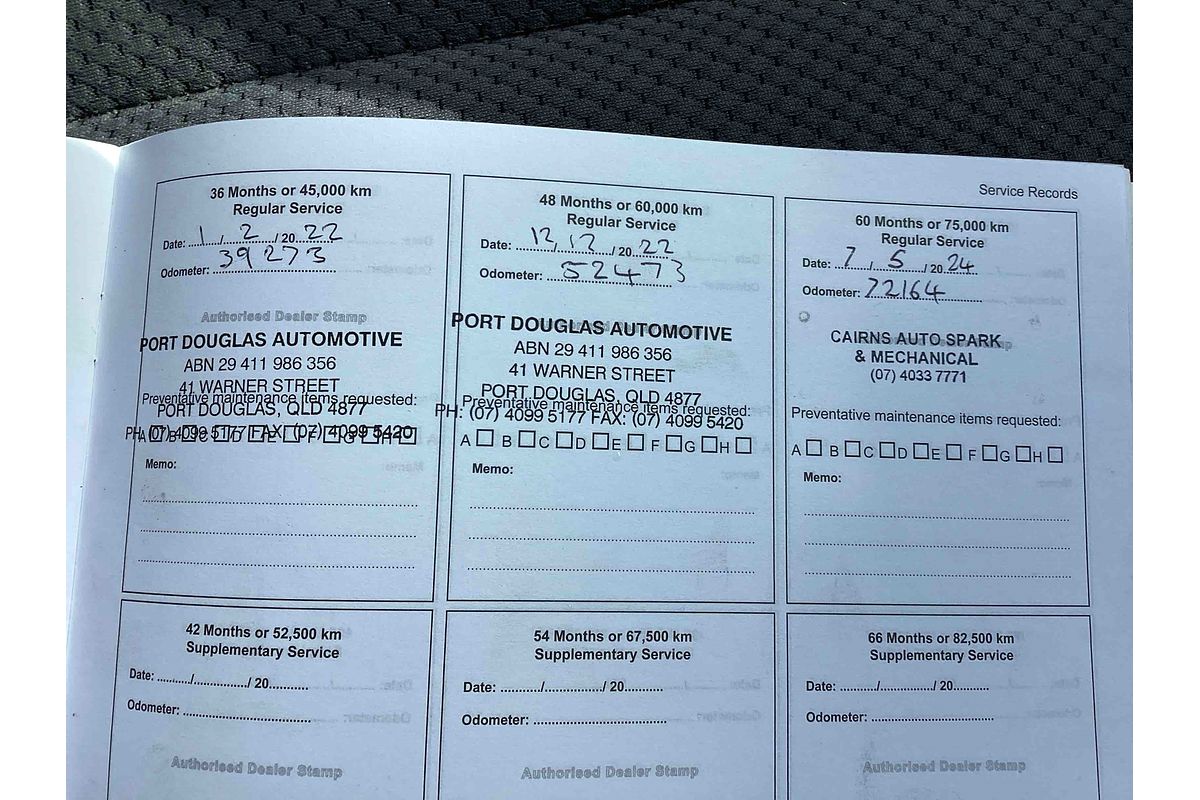 Service Records
36 Months or 45,000 km
Regular Service
Date: 1 / 2 / 20 22
Odometer: 39273
Authorised Dealer Stamp
PORT DOUGLAS AUTOMOTIVE
ABN 29 411 986 356
41 WARNER STREET
Preventative maintenance items requested:
PORT DOUGLAS, QLD 4877
PH: (07) 4099 5177 FAX: (07) 4099 5420
A B C D E F G H
Memo:
48 Months or 60,000 km
Regular Service
Date: 12 / 12 / 20 22
Odometer: 52473
PORT DOUGLAS AUTOMOTIVE
ABN 29 411 986 356
41 WARNER STREET
PORT DOUGLAS, QLD 4877
Preventative maintenance items requested:
PH: (07) 4099 5177 FAX: (07) 4099 5420
A B C D E F G H
Memo:
60 Months or 75,000 km
Regular Service
Date: 7 / 5 / 20 24
Odometer: 72164
CAIRNS AUTO SPARK
& MECHANICAL
(07) 4033 7771
Preventative maintenance items requested:
A B C D E F G H
Memo:
42 Months or 52,500 km
Supplementary Service
Date: / / 20
Odometer:
Authorised Dealer Stamp
54 Months or 67,500 km
Supplementary Service
Date: / / 20
Odometer:
Authorised Dealer Stamp
66 Months or 82,500 km
Supplementary Service
Date: / / 20
Odometer:
Authorised Dealer Stamp